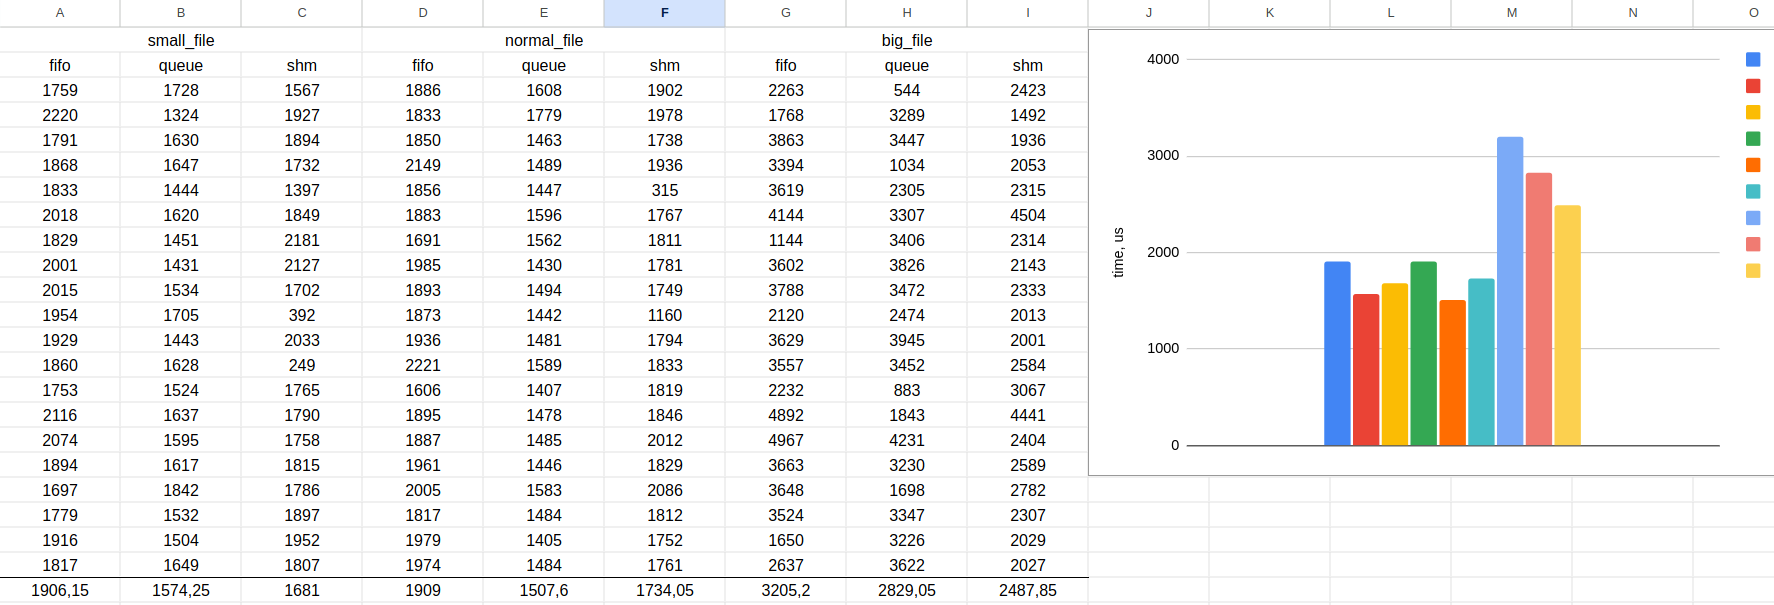 A B C D E F G H I J K L M N O
small_file normal_file big_file
fifo queue shm fifo queue shm fifo queue shm
1759 1728 1567 1886 1608 1902 2263 544 2423
2220 1324 1927 1833 1779 1978 1768 3289 1492
1791 1630 1894 1850 1463 1738 3863 3447 1936
1868 1647 1732 2149 1489 1936 3394 1034 2053
1833 1444 1397 1856 1447 315 3619 2305 2315
2018 1620 1849 1883 1596 1767 4144 3307 4504
1829 1451 2181 1691 1562 1811 1144 3406 2314
2001 1431 2127 1985 1430 1781 3602 3826 2143
2015 1534 1702 1893 1494 1749 3788 3472 2333
1954 1705 392 1873 1442 1160 2120 2474 2013
1929 1443 2033 1936 1481 1794 3629 3945 2001
1860 1628 249 2221 1589 1833 3557 3452 2584
1753 1524 1765 1606 1407 1819 2232 883 3067
2116 1637 1790 1895 1478 1846 4892 1843 4441
2074 1595 1758 1887 1485 2012 4967 4231 2404
1894 1617 1815 1961 1446 1829 3663 3230 2589
1697 1842 1786 2005 1583 2086 3648 1698 2782
1779 1532 1897 1817 1484 1812 3524 3347 2307
1916 1504 1952 1979 1405 1752 1650 3226 2029
1817 1649 1807 1974 1484 1761 2637 3622 2027
1906,15 1574,25 1681 1909 1507,6 1734,05 3205,2 2829,05 2487,85
4000
3000
2000
1000
0
time, us